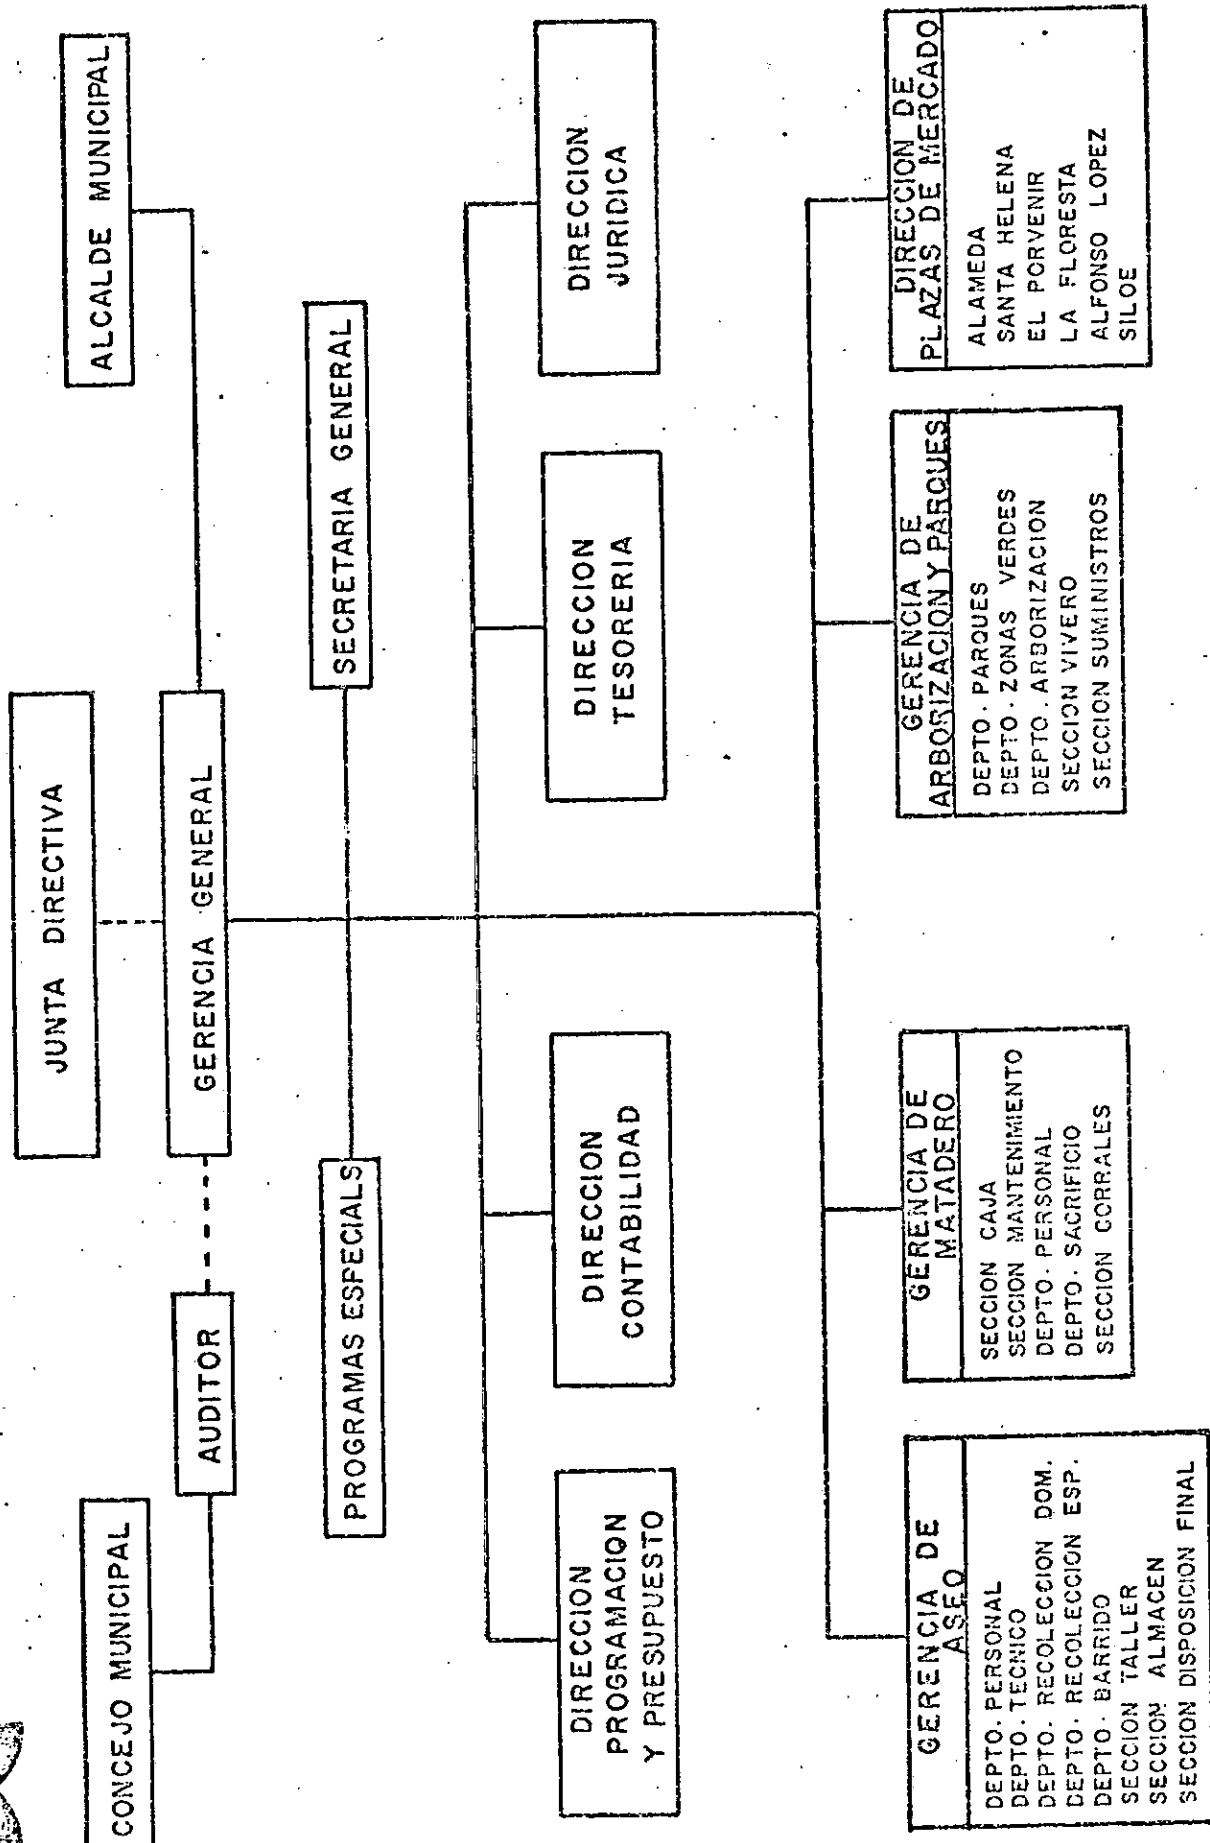 JUNTA DIRECTIVA
CONCEJO MUNICIPAL
ALCALDE MUNICIPAL
AUDITOR
GERENCIA GENERAL
PROGRAMAS ESPECIALS
SECRETARIA GENERAL
DIRECCION
PROGRAMACION
Y PRESUPUESTO
DIRECCION
CONTABILIDAD
DIRECCION
TESORERIA
DIRECCION
JURIDICA
GERENCIA DE
ASEO
DEPTO. PERSONAL
DEPTO. TECNICO
DEPTO. RECOLECCION DOM.
DEPTO. RECOLECCION ESP.
DEPTO. BARRIDO
SECCION TALLER
SECCION ALMACEN
SECCION DISPOSICION FINAL
GERENCIA DE
MATADERO
SECCION CAJA
SECCION MANTENIMIENTO
DEPTO. PERSONAL
DEPTO. SACRIFICIO
SECCION CORRALES
GERENCIA DE
ARBORIZACION Y PARQUES
DEPTO. PARQUES
DEPTO. ZONAS VERDES
DEPTO. ARBORIZACION
SECCION VIVERO
SECCION SUMINISTROS
DIRECCION DE
PLAZAS DE MERCADO
ALAMEDA
SANTA HELENA
EL PORVENIR
LA FLORESTA
ALFONSO LOPEZ
SILOE